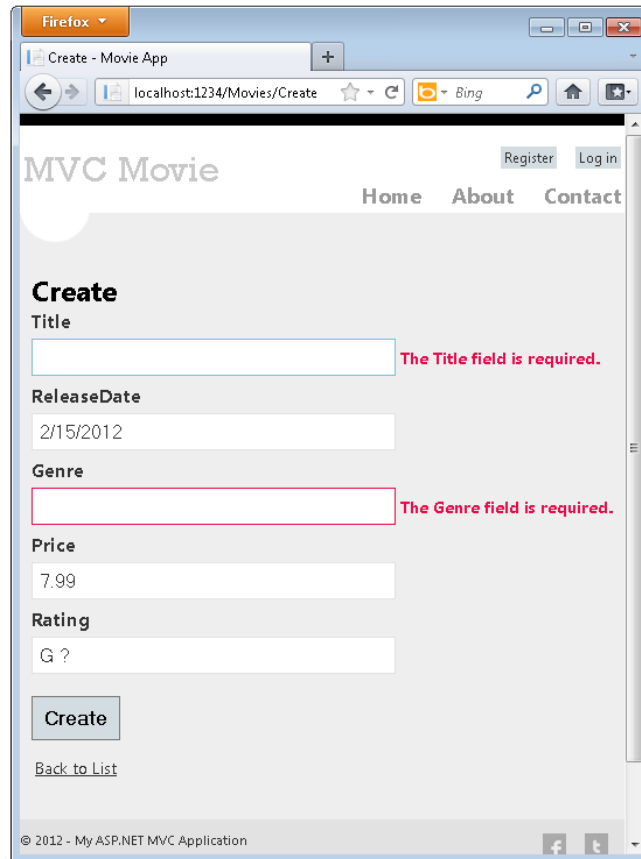 Firefox
Create - Movie App
localhost:1234/Movies/Create
Bing
Register Log in
MVC Movie
Home About Contact
Create
Title
The Title field is required.
ReleaseDate
2/15/2012
Genre
The Genre field is required.
Price
7.99
Rating
G ?
Create
Back to List
© 2012 - My ASP.NET MVC Application